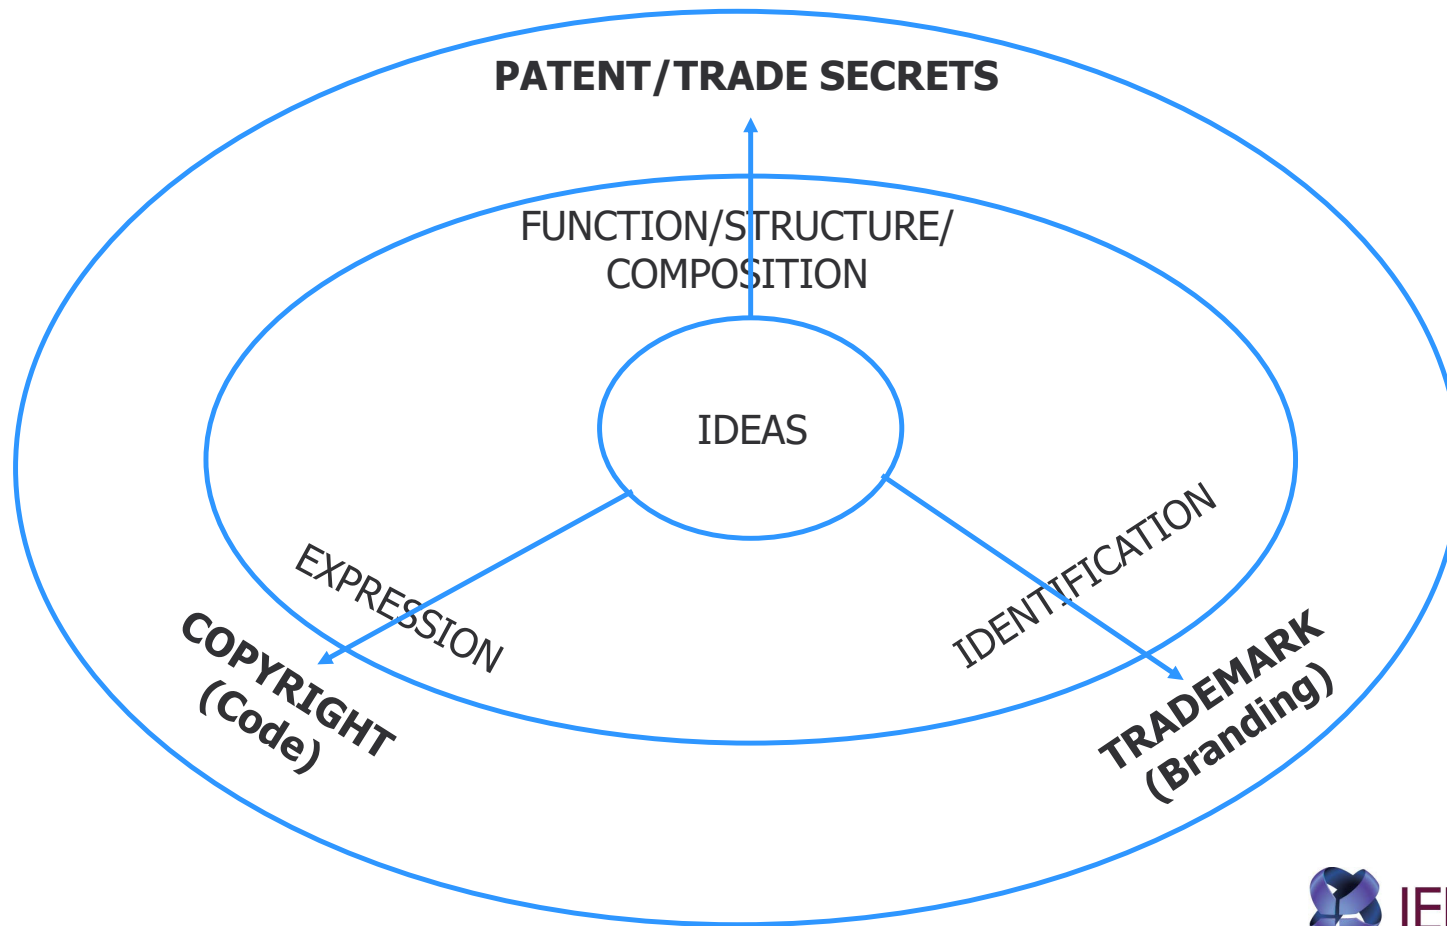 PATENT/TRADE SECRETS
FUNCTION/STRUCTURE/
COMPOSITION
IDEAS
EXPRESSION
IDENTIFICATION
COPYRIGHT
(Code)
TRADEMARK
(Branding)